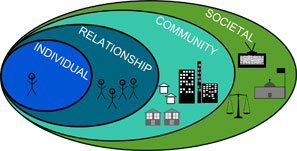 INDIVIDUAL
RELATIONSHIP
COMMUNITY
SOCIETAL